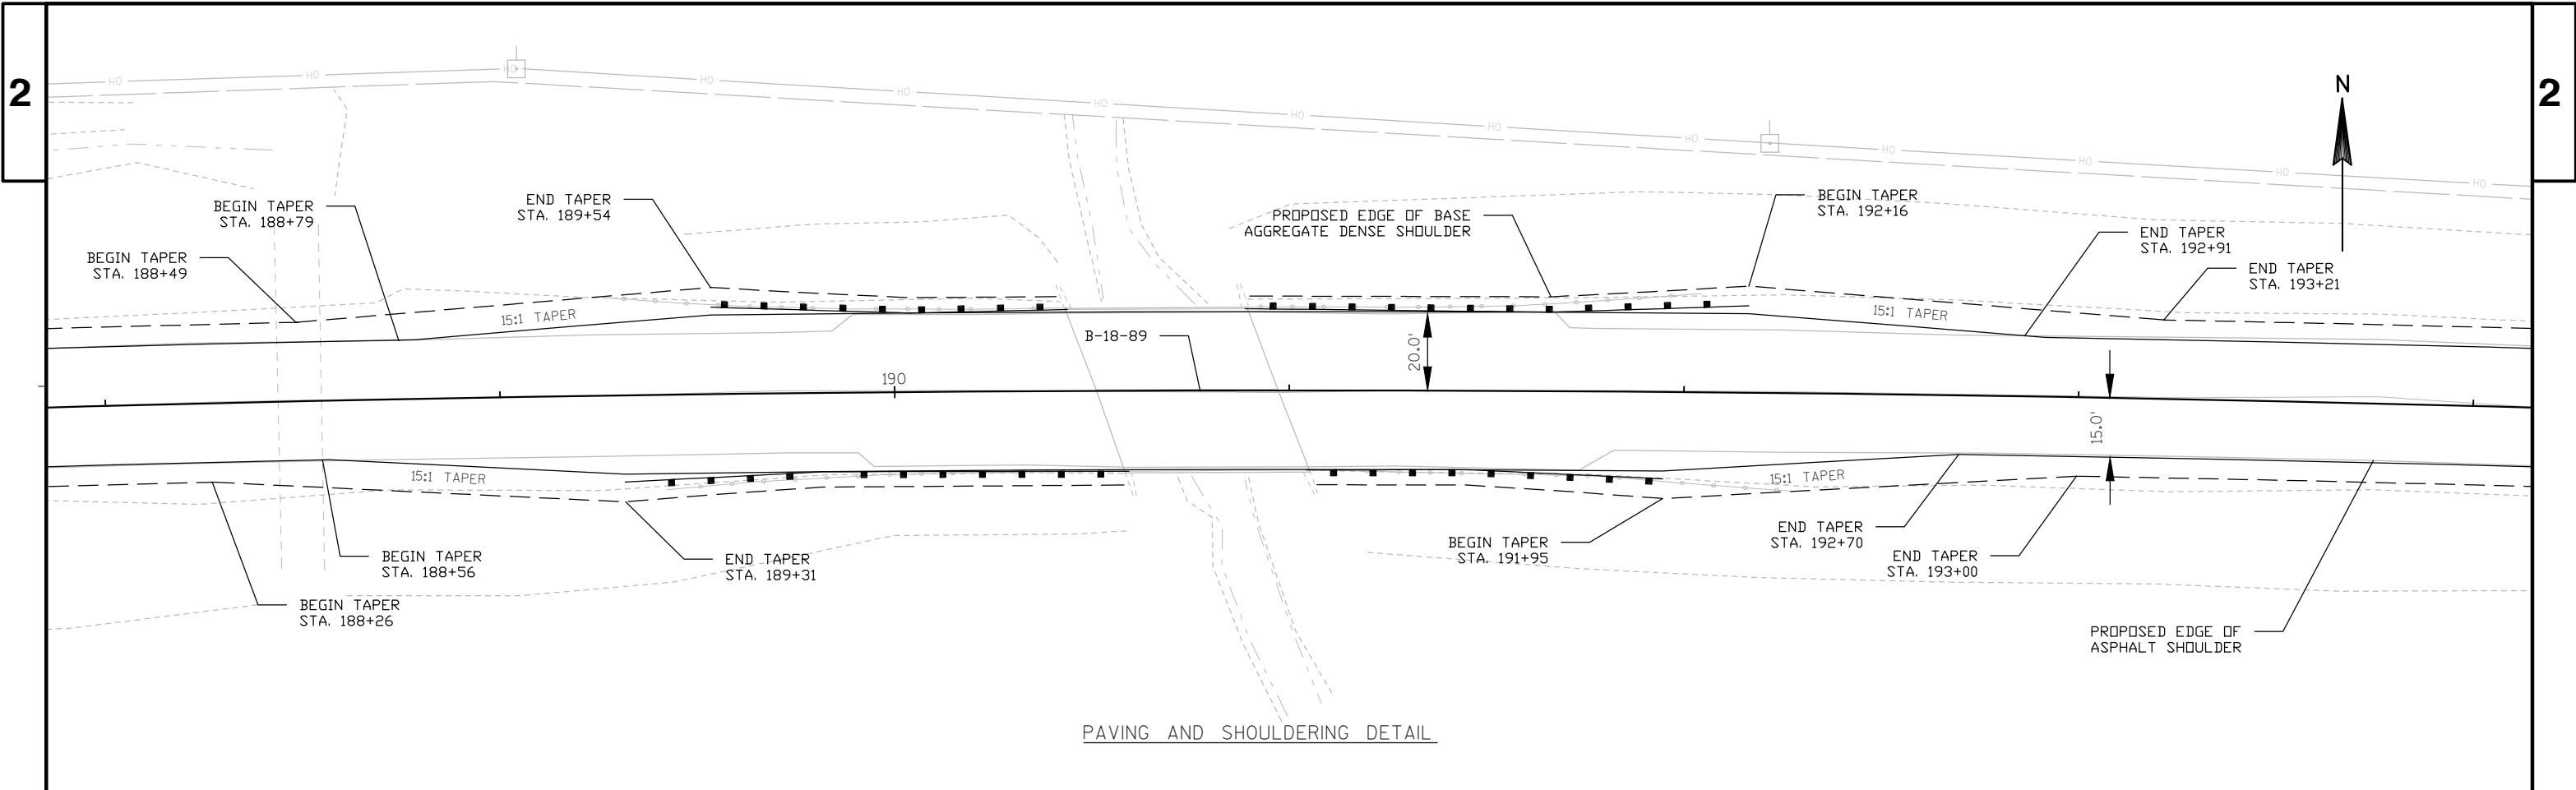 2
2
N
HO
HO
HO
HO
HO
HO
HO
HO
HO
HO
HO
HO
HO
BEGIN TAPER
STA. 188+79
BEGIN TAPER
STA. 188+49
END TAPER
STA. 189+54
PROPOSED EDGE OF BASE
AGGREGATE DENSE SHOULDER
BEGIN TAPER
STA. 192+16
END TAPER
STA. 192+91
END TAPER
STA. 193+21
15:1 TAPER
15:1 TAPER
B-18-89
20.0'
190
15.0'
15:1 TAPER
15:1 TAPER
BEGIN TAPER
STA. 188+56
BEGIN TAPER
STA. 188+26
END TAPER
STA. 189+31
BEGIN TAPER
STA. 191+95
END TAPER
STA. 192+70
END TAPER
STA. 193+00
PROPOSED EDGE OF
ASPHALT SHOULDER
PAVING AND SHOULDERING DETAIL